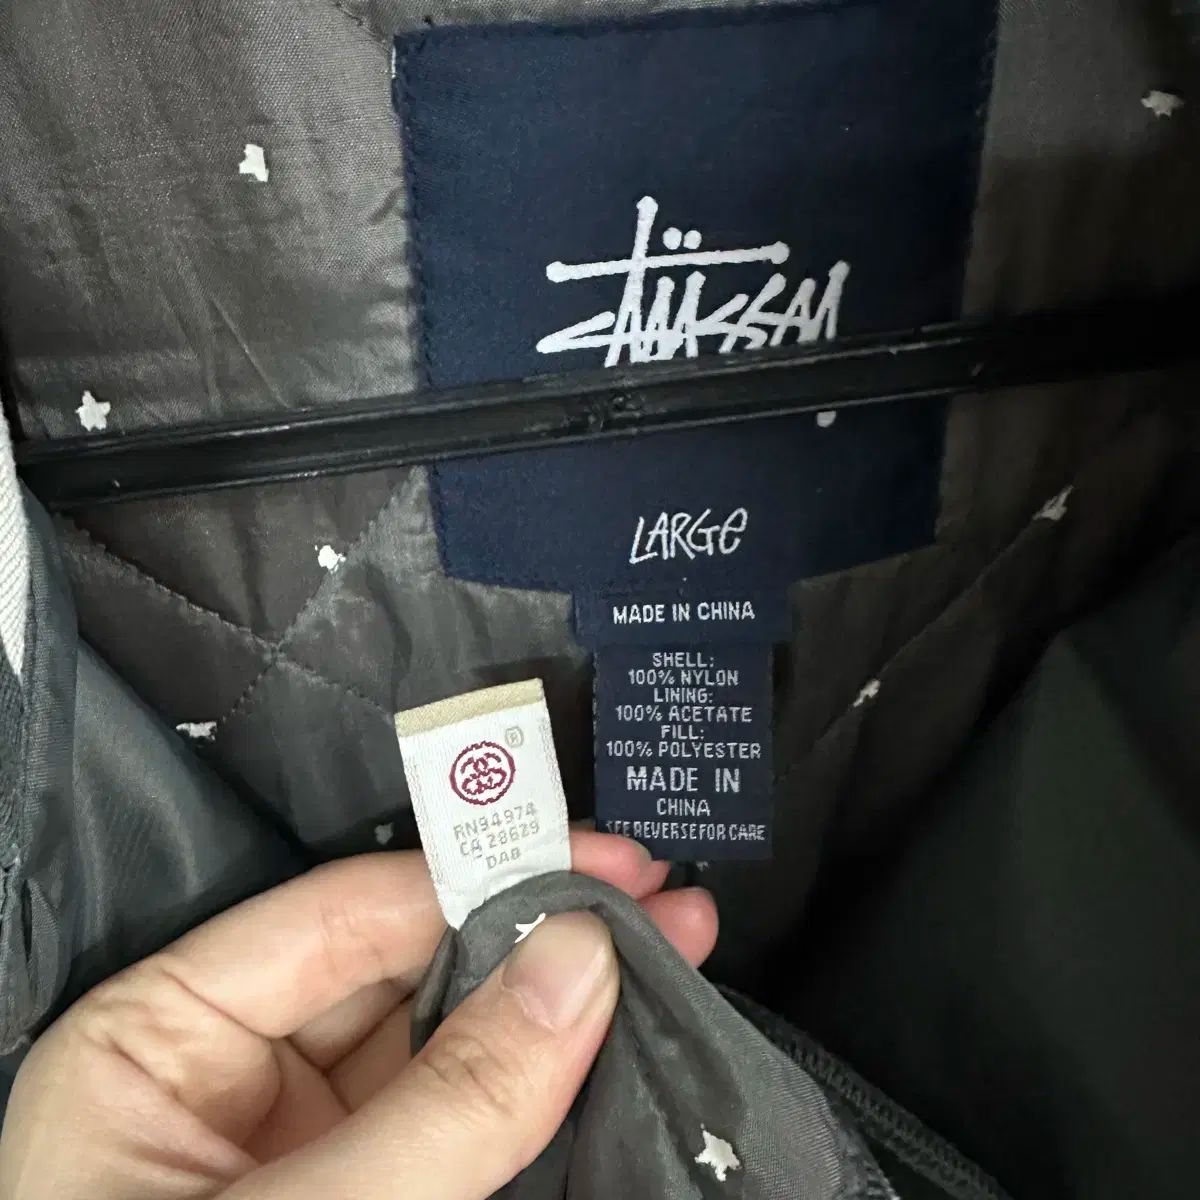 Stüssy
LARGE
MADE IN CHINA
SHELL:
100% NYLON
LINING:
100% ACETATE
FILL:
100% POLYESTER
MADE IN
CHINA
SEE REVERSE FOR CARE
®
RN94974
CA 28629
DAB